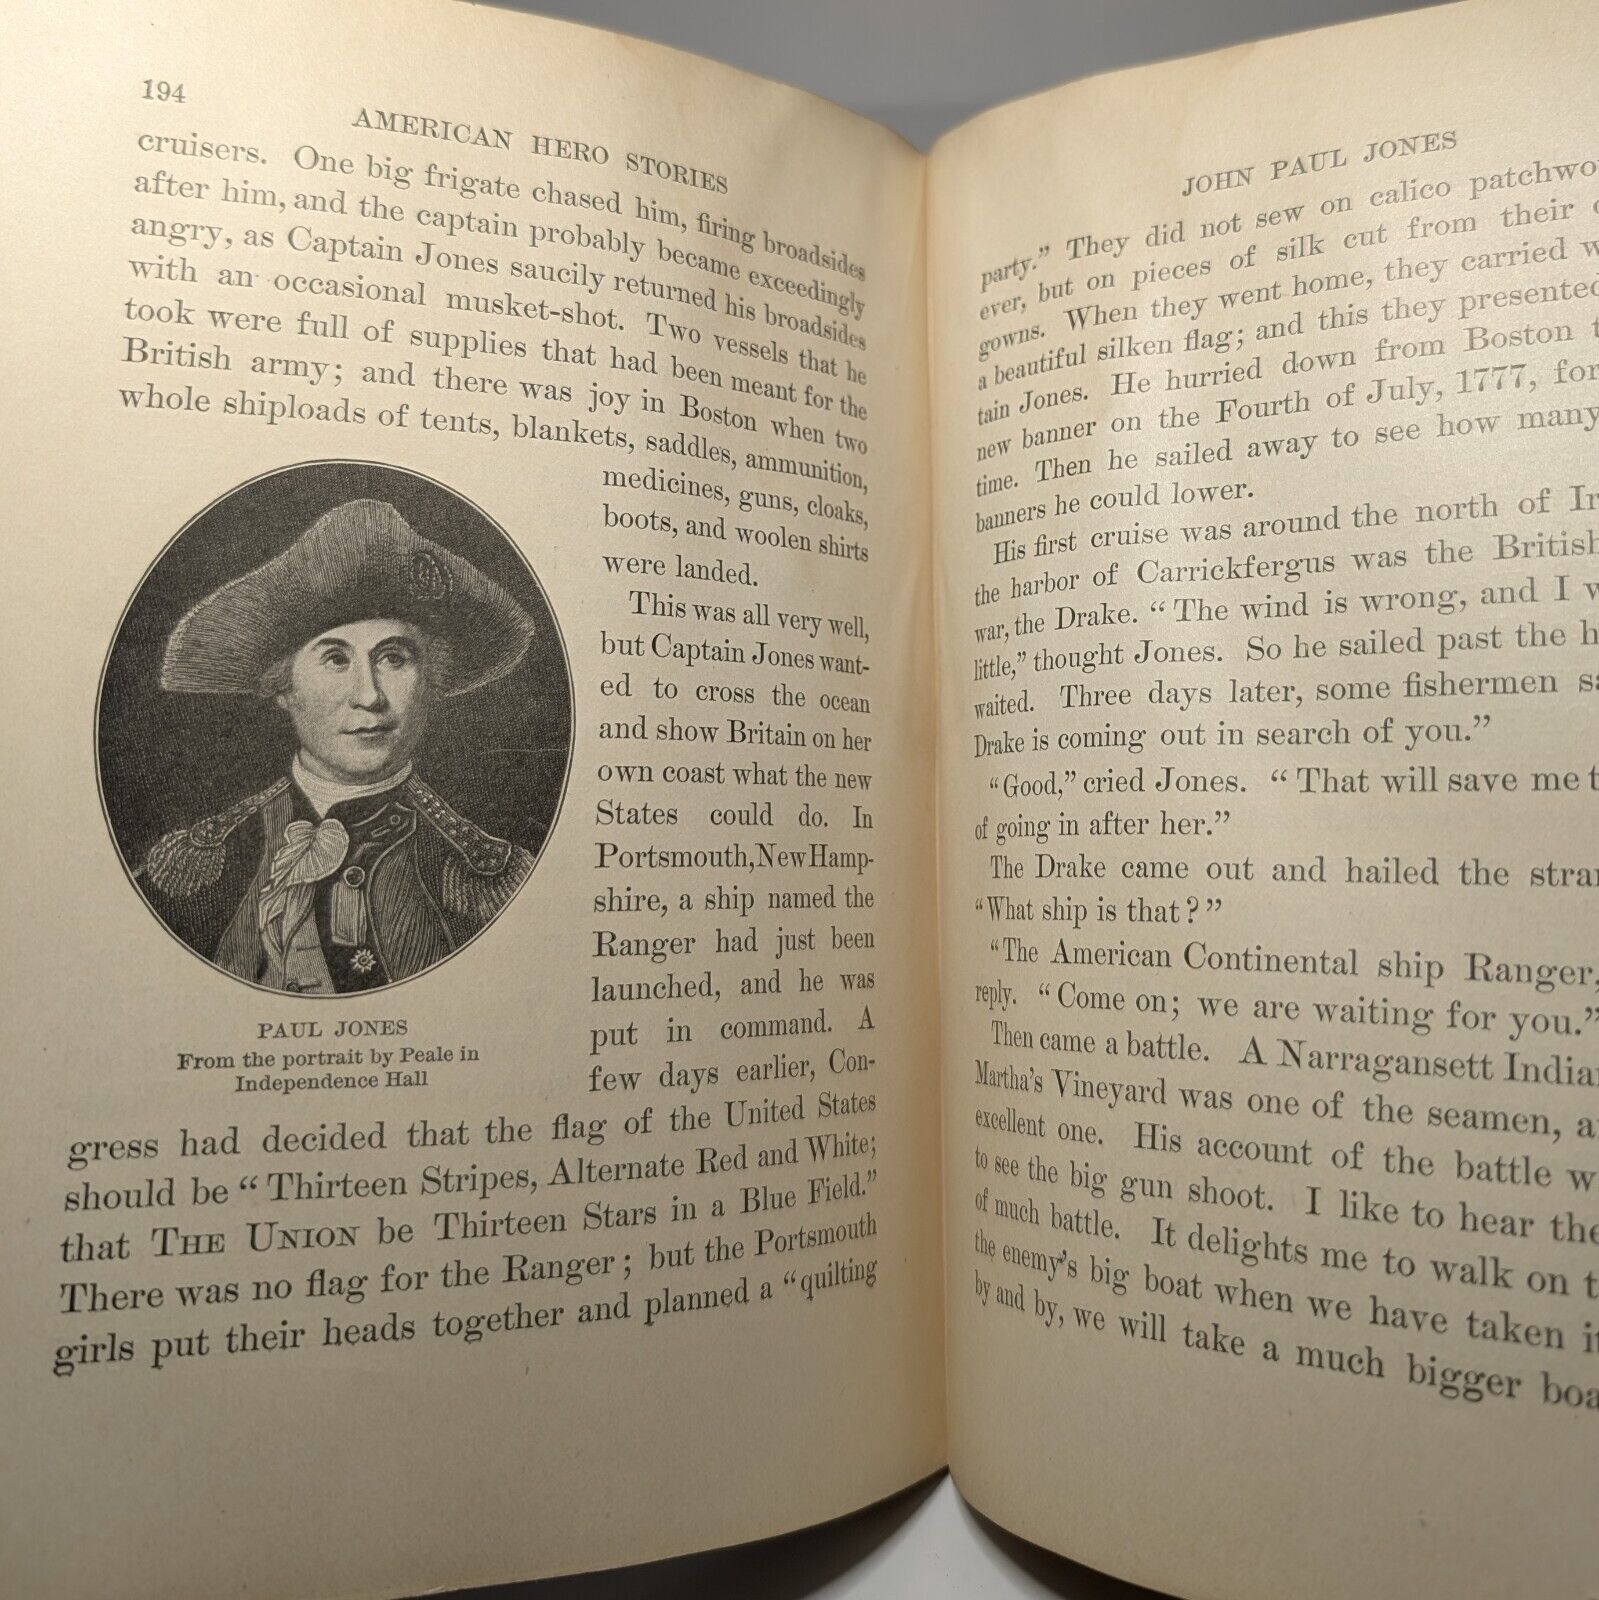 194
AMERICAN HERO STORIES
cruisers. One big frigate chased him, firing broadsides
after him, and the captain probably became exceedingly
angry, as Captain Jones saucily returned his broadsides
with an occasional musket-shot. Two vessels that he
took were full of supplies that had been meant for the
British army; and there was joy in Boston when two
whole shiploads of tents, blankets, saddles, ammunition,
medicines, guns, cloaks,
boots, and woolen shirts
were landed.
This was all very well,
but Captain Jones want-
ed to cross the ocean
and show Britain on her
own coast what the new
States could do. In
Portsmouth, New Hamp-
shire, a ship named the
Ranger had just been
launched, and he was
put in command. A
few days earlier, Con-
PAUL JONES
From the portrait by Peale in
Independence Hall
gress had decided that the flag of the United States
should be “Thirteen Stripes, Alternate Red and White;
that THE UNION be Thirteen Stars in a Blue Field.”
There was no flag for the Ranger; but the Portsmouth
girls put their heads together and planned a “quilting
JOHN PAUL JONES
party.” They did not sew on calico
ever, but on pieces of silk cut from their
gowns. When they went home, they carried
a beautiful silken flag; and this they presented
tain Jones. He hurried down from Boston
new banner on the Fourth of July, 1777, for
time. Then he sailed away to see how many
banners he could lower.
His first cruise was around the north of
the harbor of Carrickfergus was the British
war, the Drake. “The wind is wrong, and I
little,” thought Jones. So he sailed past the
waited. Three days later, some fishermen
Drake is coming out in search of you.”
“Good,” cried Jones. “That will save me
of going in after her.”
The Drake came out and hailed the
“What ship is that?”
“The American Continental ship Ranger,
reply. “Come on; we are waiting for you.”
Then came a battle. A Narragansett
Martha’s Vineyard was one of the seamen,
excellent one. His account of the battle
to see the big gun shoot. I like to hear
of much battle. It delights me to walk on
the enemy’s big boat when we have taken
by and by, we will take a much bigger